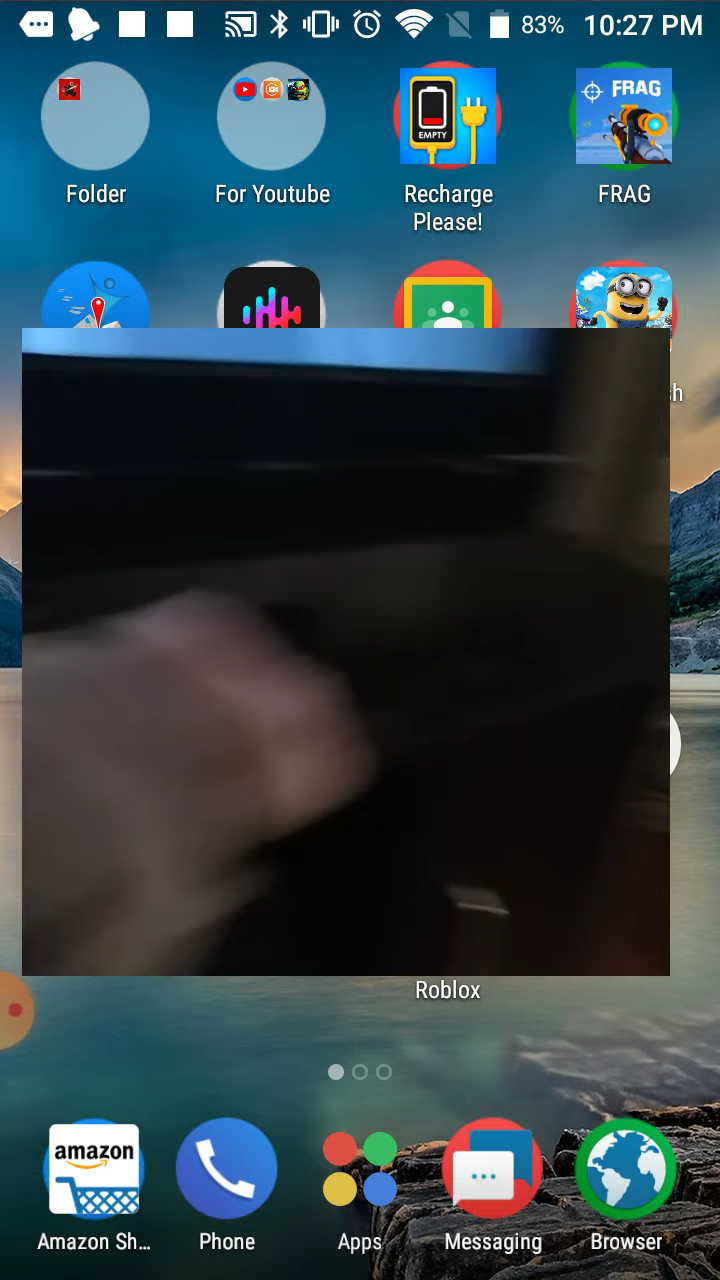 83% 10:27 PM
EMPTY
FRAG
Folder
For Youtube
Recharge
Please!
FRAG
Roblox
amazon
Amazon Sh...
Phone
Apps
Messaging
Browser